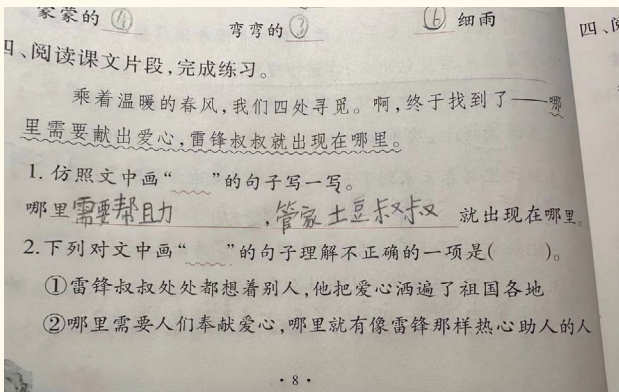 蒙蒙的④ 弯弯的③ ⑥细雨
四、阅读课文片段,完成练习。
乘着温暖的春风,我们四处寻觅。啊,终于找到了——哪
里需要献出爱心,雷锋叔叔就出现在哪里。
1. 仿照文中画“ ”的句子写一写。
哪里需要帮助,管家土豆叔叔就出现在哪里。
2.下列对文中画“ ”的句子理解不正确的一项是( )。
①雷锋叔叔处处都想着别人,他把爱心洒遍了祖国各地
②哪里需要人们奉献爱心,哪里就有像雷锋那样热心助人的人
· 8 ·
四、